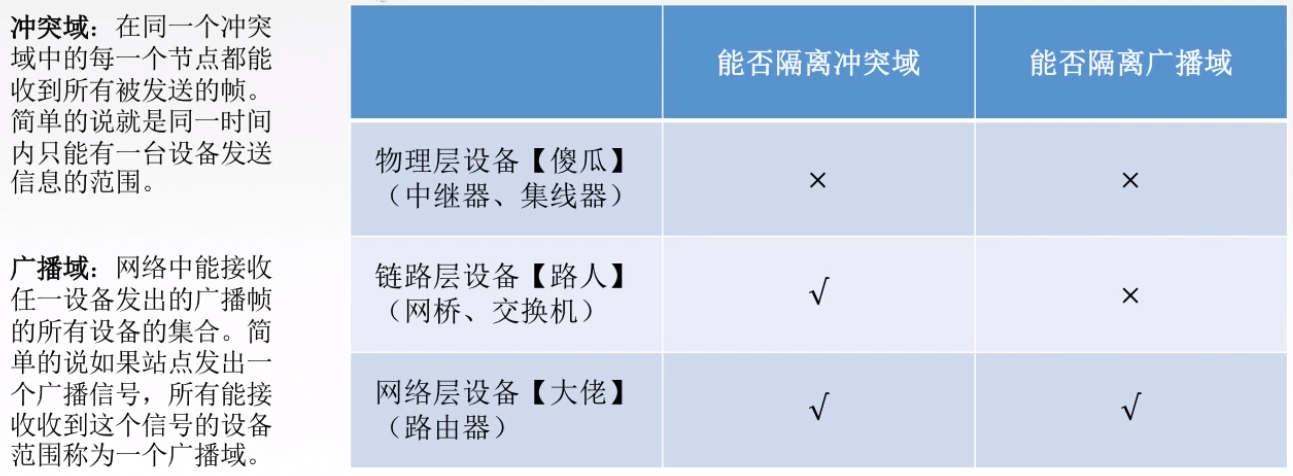 冲突域：在同一个冲突
域中的每一个节点都能
收到所有被发送的帧。
简单的说就是同一时间
内只能有一台设备发送
信息的范围。
广播域：网络中能接收
任一设备发出的广播帧
的所有设备的集合。简
单的说如果站点发出一
个广播信号，所有能接
收收到这个信号的设备
范围称为一个广播域。
能否隔离冲突域
能否隔离广播域
物理层设备【傻瓜】
（中继器、集线器）
×
×
链路层设备【路人】
（网桥、交换机）
√
×
网络层设备【大佬】
（路由器）
√
√